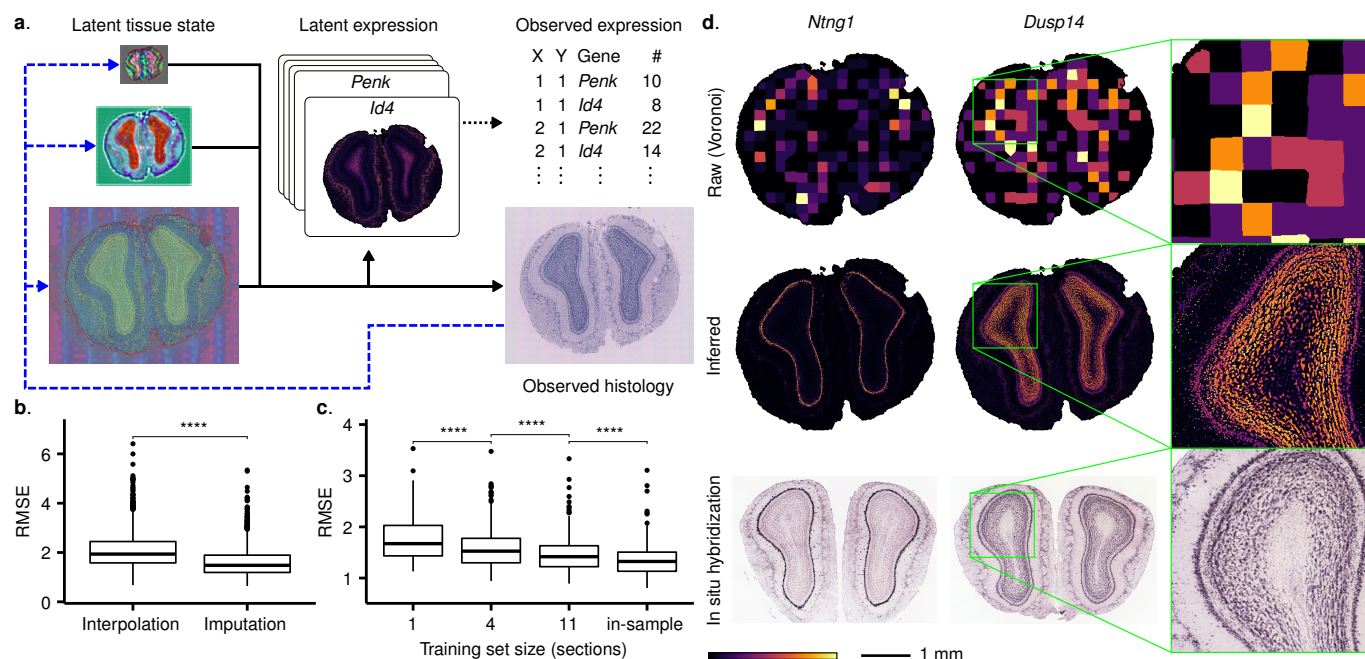 a.
Latent tissue state
Latent expression
Penk
Id4
Observed expression
X Y Gene #
1 1 Penk 10
1 1 Id4 8
2 1 Penk 22
2 1 Id4 14
⋮ ⋮ ⋮ ⋮
Observed histology
b.
RMSE
6
4
2
0
****
Interpolation
Imputation
c.
RMSE
4
3
2
1
**** **** ****
1 4 11 in-sample
Training set size (sections)
d.
Ntng1
Dusp14
Raw (Voronoi)
Inferred
In situ hybridization
1 mm